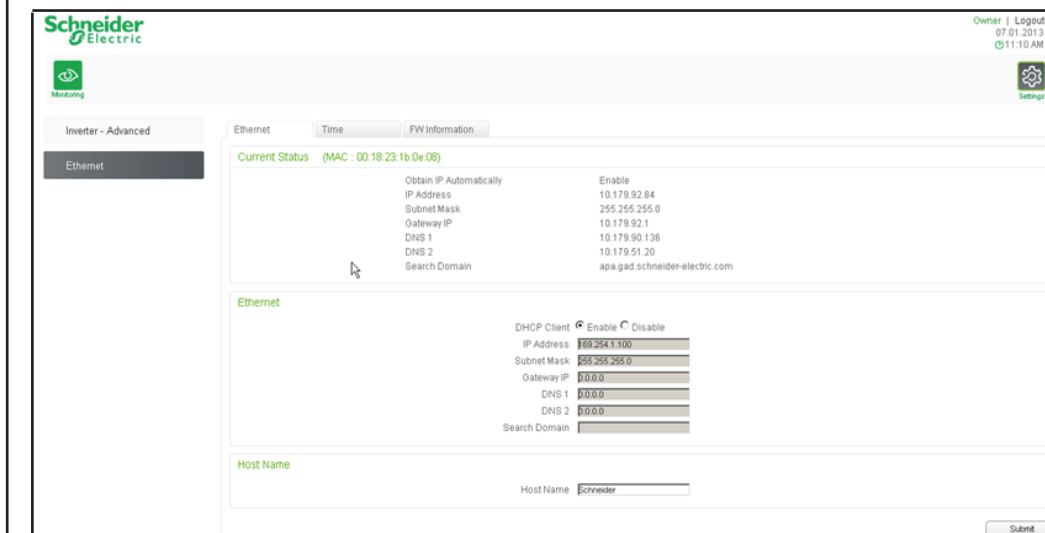 Schneider
Electric
Owner | Logout
07.01.2013
11:10 AM
Monitoring
Settings
Inverter - Advanced
Ethernet
Ethernet Time FW Information
Current Status (MAC : 00:18:23:1b:0e:08)
Obtain IP Automatically Enable
IP Address 10.179.92.84
Subnet Mask 255.255.255.0
Gateway IP 10.179.92.1
DNS 1 10.179.90.136
DNS 2 10.179.51.20
Search Domain apa.gad.schneider-electric.com
Ethernet
DHCP Client Enable Disable
IP Address 169.254.1.100
Subnet Mask 255.255.255.0
Gateway IP 0.0.0.0
DNS 1 0.0.0.0
DNS 2 0.0.0.0
Search Domain
Host Name
Host Name Schneider
Submit